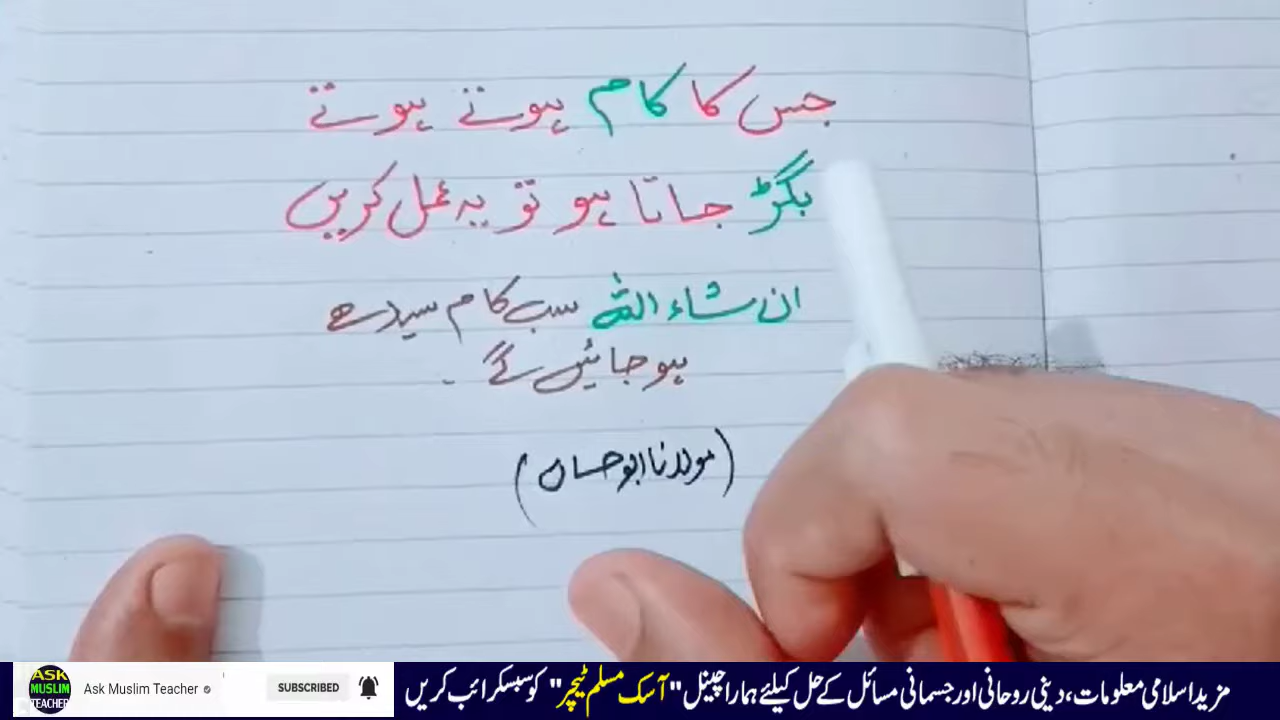 جس کا کام ہوتے ہوتے
بگڑ جاتا ہو تو یہ عمل کریں
ان شاء اللہ سب کام سیدھے
ہو جائیں گے ۔
(مولانا ابو حسان)
ASK
MUSLIM
TEACHER
Ask Muslim Teacher
SUBSCRIBED
مزید اسلامی معلومات، دینی روحانی اور جسمانی مسائل کے حل کیلئے ہمارا چینل "آسک مسلم ٹیچر" کو سبسکرائب کریں